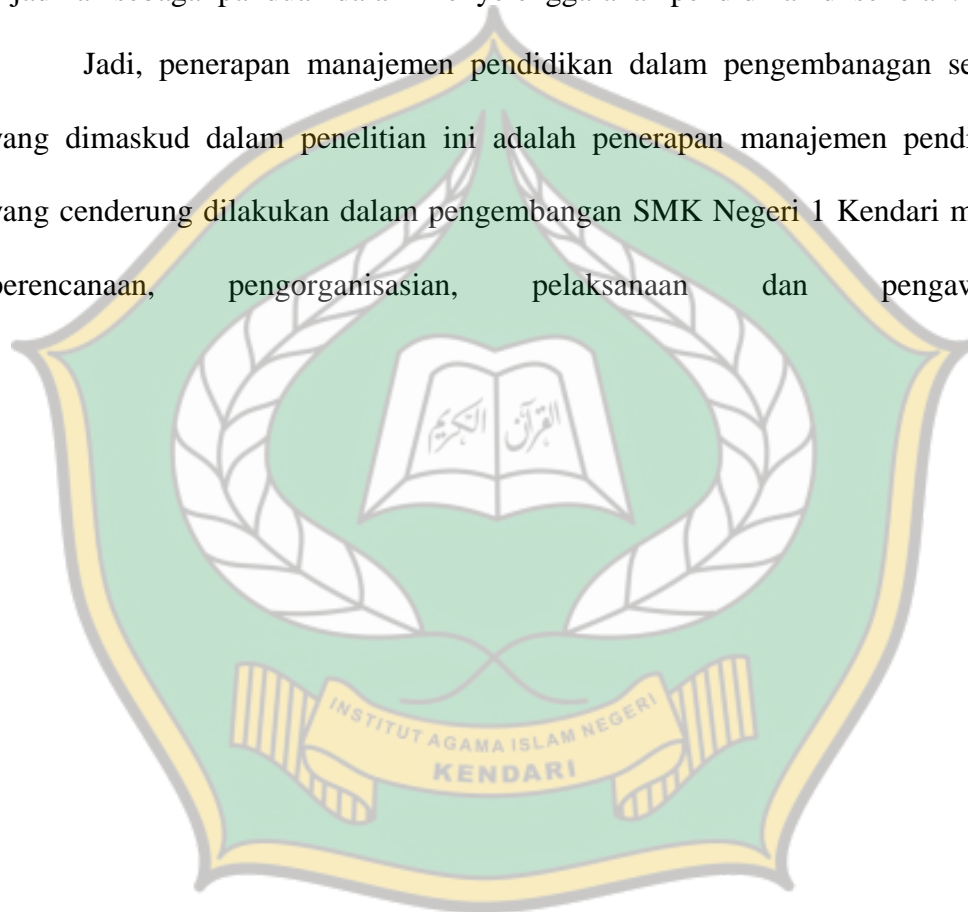 Jadi, penerapan manajemen pendidikan dalam pengembanagan se
yang dimaskud dalam penelitian ini adalah penerapan manajemen pendi
yang cenderung dilakukan dalam pengembangan SMK Negeri 1 Kendari m
perencanaan, pengorganisasian, pelaksanaan dan pengaw
القرآن الكريم
INSTITUT AGAMA ISLAM NEGERI
KENDARI